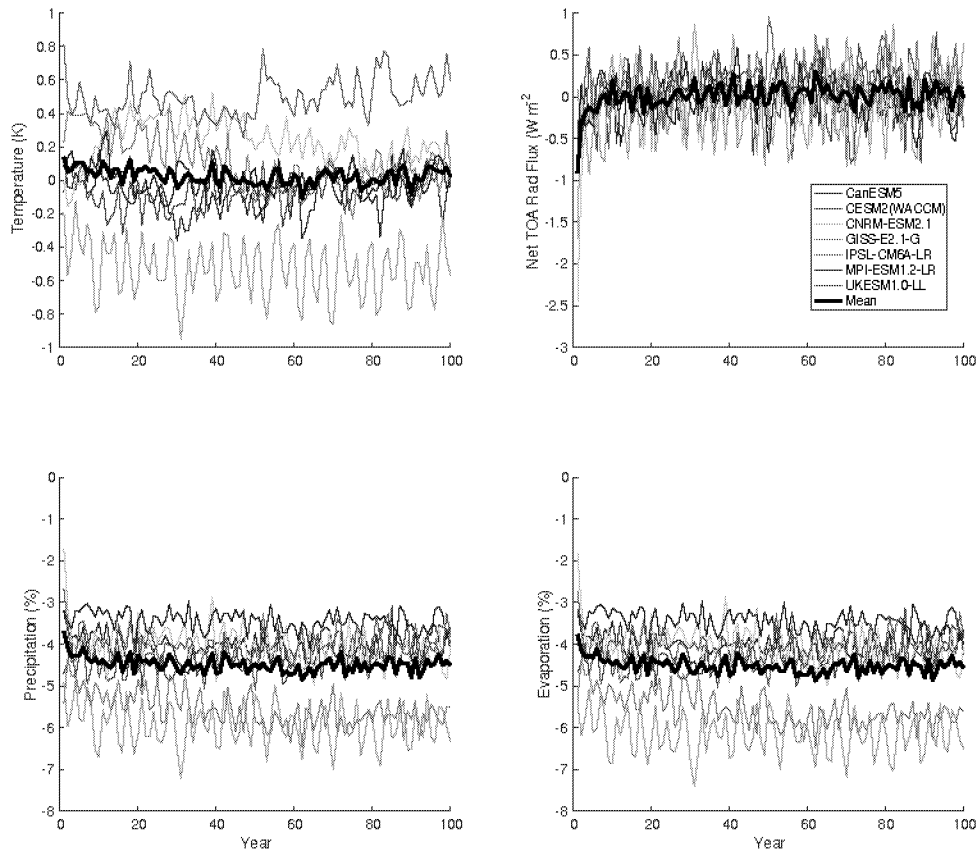 1
0.8
0.6
0.4
0.2
0
-0.2
-0.4
-0.6
-0.8
-1
Temperature (K)
0 20 40 60 80 100
1
0.5
0
-0.5
-1
-1.5
-2
-2.5
-3
Net TOA Rad Flux (W m-2
0 20 40 60 80 100
CanESM5
CESM2(WACCM)
CNRM-ESM2.1
GISS-E2.1-G
IPSL-CM6A-LR
MPI-ESM1.2-LR
UKESM1.0-LL
Mean
0
-1
-2
-3
-4
-5
-6
-7
-8
Precipitation (%)
0 20 40 60 80 100
Year
0
-1
-2
-3
-4
-5
-6
-7
-8
Evaporation (%)
0 20 40 60 80 100
Year